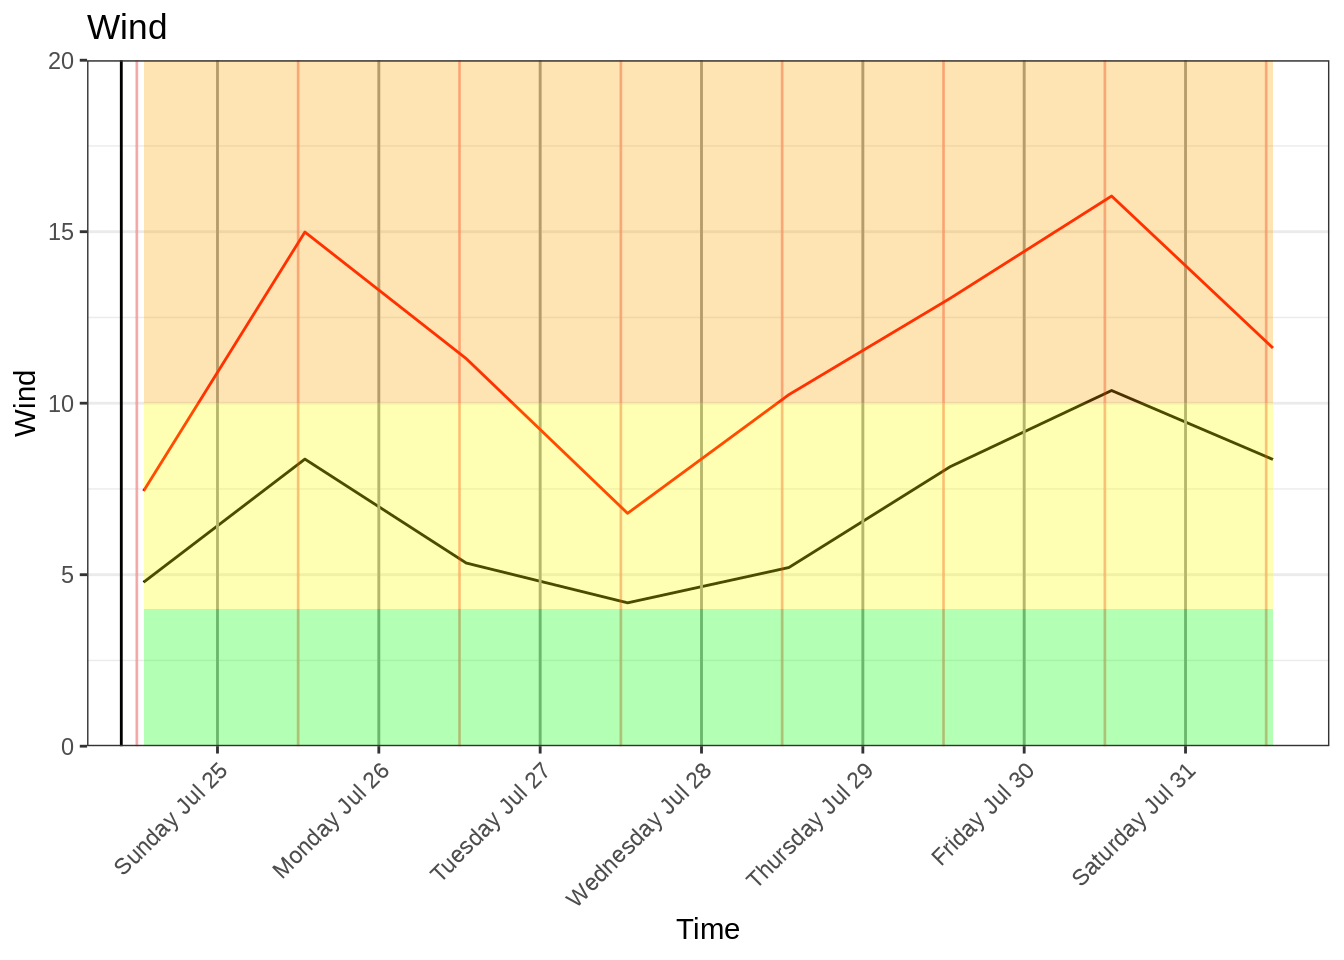 Wind
20
15
10
5
0
Wind
Sunday Jul 25
Monday Jul 26
Tuesday Jul 27
Wednesday Jul 28
Thursday Jul 29
Friday Jul 30
Saturday Jul 31
Time